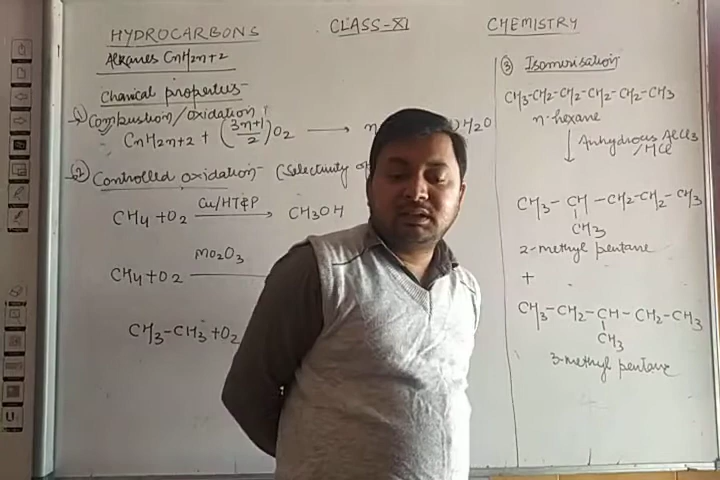 HYDROCARBONS CLASS-XI CHEMISTRY
Alkanes CnH2n+2
Chemical properties-
(1) Combustion/oxidation!
CnH2n+2 + (3n+1/2)O2 → n )H2O
(2) Controlled oxidation- (Selectivity of
CH4 + O2 Cu/HT&P → CH3OH
CH4 + O2 Mo2O3
CH3-CH3 + O2
(3) Isomerisation
CH3-CH2-CH2-CH2-CH2-CH3
n-hexane
↓ Anhydrous AlCl3
/HCl
CH3-CH-CH2-CH2-CH3
CH3
2-methyl pentane
+
CH3-CH2-CH-CH2-CH3
CH3
3-methyl pentane